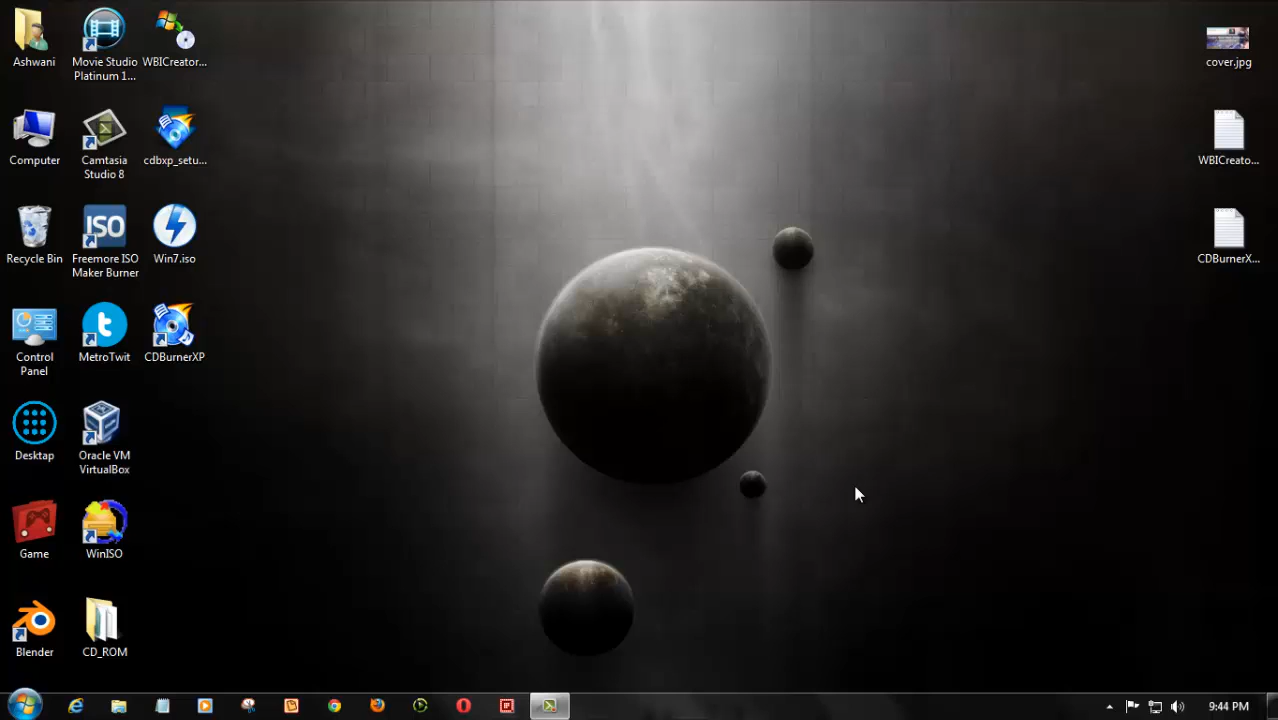 Ashwani
Movie Studio
Platinum 1...
WBICreator...
cover.jpg
Computer
Camtasia
Studio 8
cdbxp_setu...
WBICreato...
Recycle Bin
ISO
Freemore ISO
Maker Burner
Win7.iso
CDBurnerX...
Control
Panel
MetroTwit
CDBurnerXP
Desktap
Oracle VM
VirtualBox
Game
WinISO
Blender
CD_ROM
9:44 PM